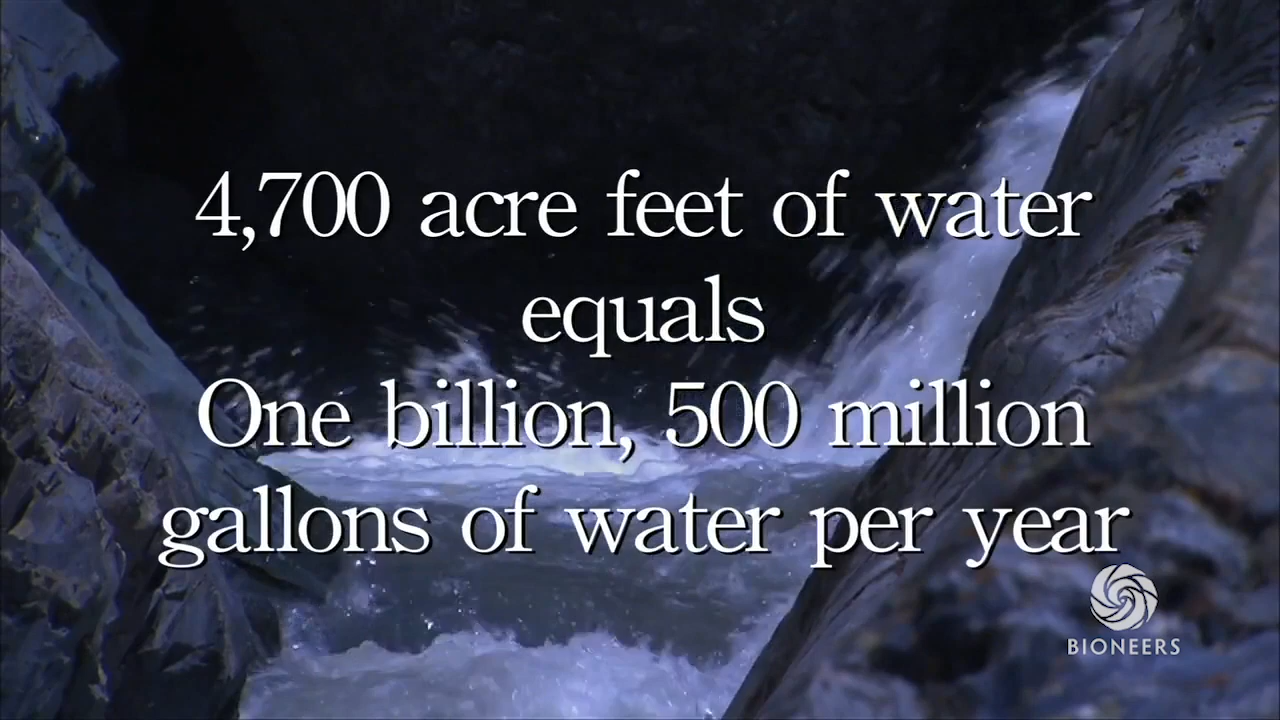 4,700 acre feet of water
equals
One billion, 500 million
gallons of water per year
BIONEERS